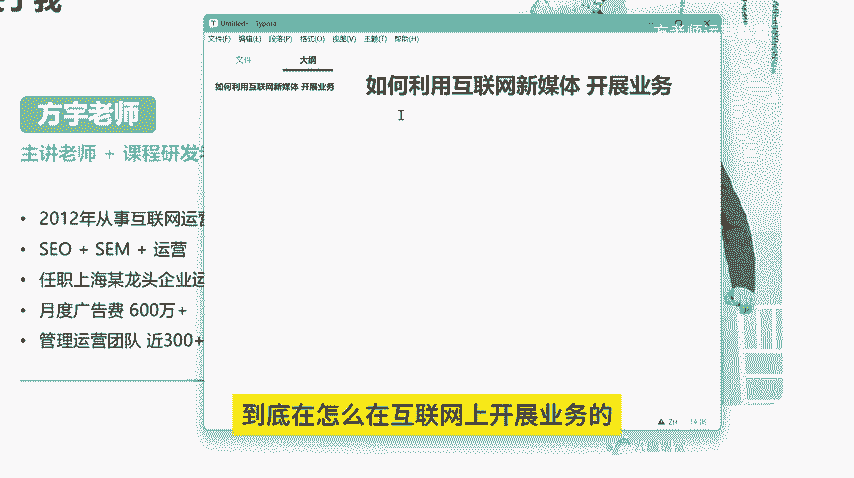 方宇老师
主讲老师 + 课程研发
2012年从事互联网运营
SEO + SEM + 运营
任职上海某龙头企业运
月度广告费 600万+
管理运营团队 近300+
Untitled• - Typora
文件(F) 编辑(E) 段落(P) 格式(O) 视图(V) 主题(T) 帮助(H)
文件 大纲
如何利用互联网新媒体 开展业务
如何利用互联网新媒体 开展业务
到底在怎么在互联网上开展业务的